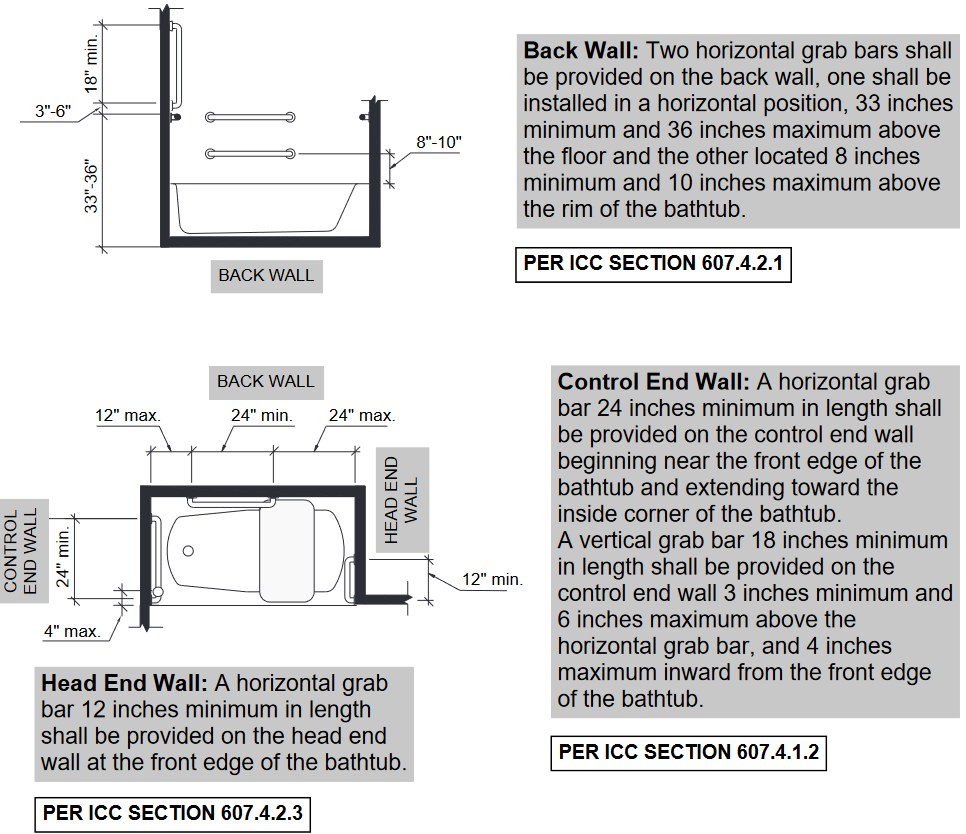 18" min.
3"-6"
33"-36"
8"-10"
BACK WALL
Back Wall: Two horizontal grab bars shall
be provided on the back wall, one shall be
installed in a horizontal position, 33 inches
minimum and 36 inches maximum above
the floor and the other located 8 inches
minimum and 10 inches maximum above
the rim of the bathtub.
PER ICC SECTION 607.4.2.1
BACK WALL
12" max.
24" min.
24" max.
HEAD END
WALL
CONTROL
END WALL
24" min.
12" min.
4" max.
Control End Wall: A horizontal grab
bar 24 inches minimum in length shall
be provided on the control end wall
beginning near the front edge of the
bathtub and extending toward the
inside corner of the bathtub.
A vertical grab bar 18 inches minimum
in length shall be provided on the
control end wall 3 inches minimum and
6 inches maximum above the
horizontal grab bar, and 4 inches
maximum inward from the front edge
of the bathtub.
PER ICC SECTION 607.4.1.2
Head End Wall: A horizontal grab
bar 12 inches minimum in length
shall be provided on the head end
wall at the front edge of the bathtub.
PER ICC SECTION 607.4.2.3